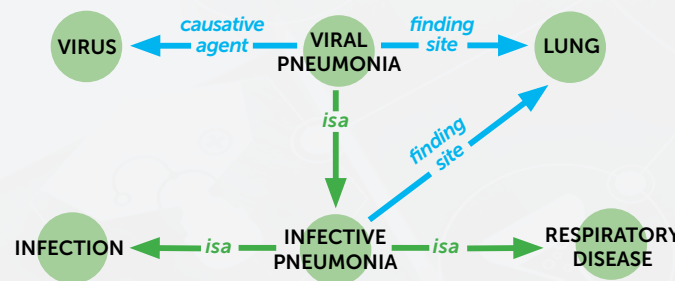 VIRUS
causative
agent
VIRAL
PNEUMONIA
finding
site
LUNG
isa
finding
site
INFECTION
isa
INFECTIVE
PNEUMONIA
isa
RESPIRATORY
DISEASE